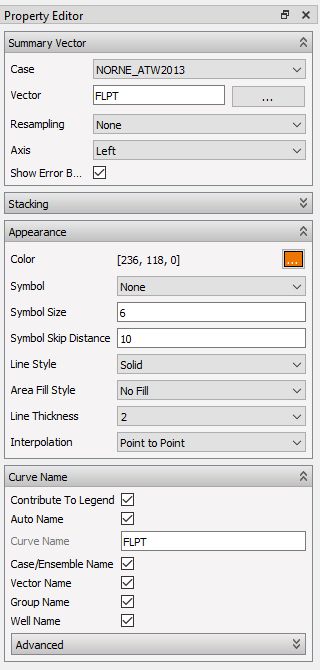 Property Editor
Summary Vector
Case NORNE_ATW2013
Vector FLPT ...
Resampling None
Axis Left
Show Error B...
Stacking
Appearance
Color [236, 118, 0] ...
Symbol None
Symbol Size 6
Symbol Skip Distance 10
Line Style Solid
Area Fill Style No Fill
Line Thickness 2
Interpolation Point to Point
Curve Name
Contribute To Legend
Auto Name
Curve Name FLPT
Case/Ensemble Name
Vector Name
Group Name
Well Name
Advanced